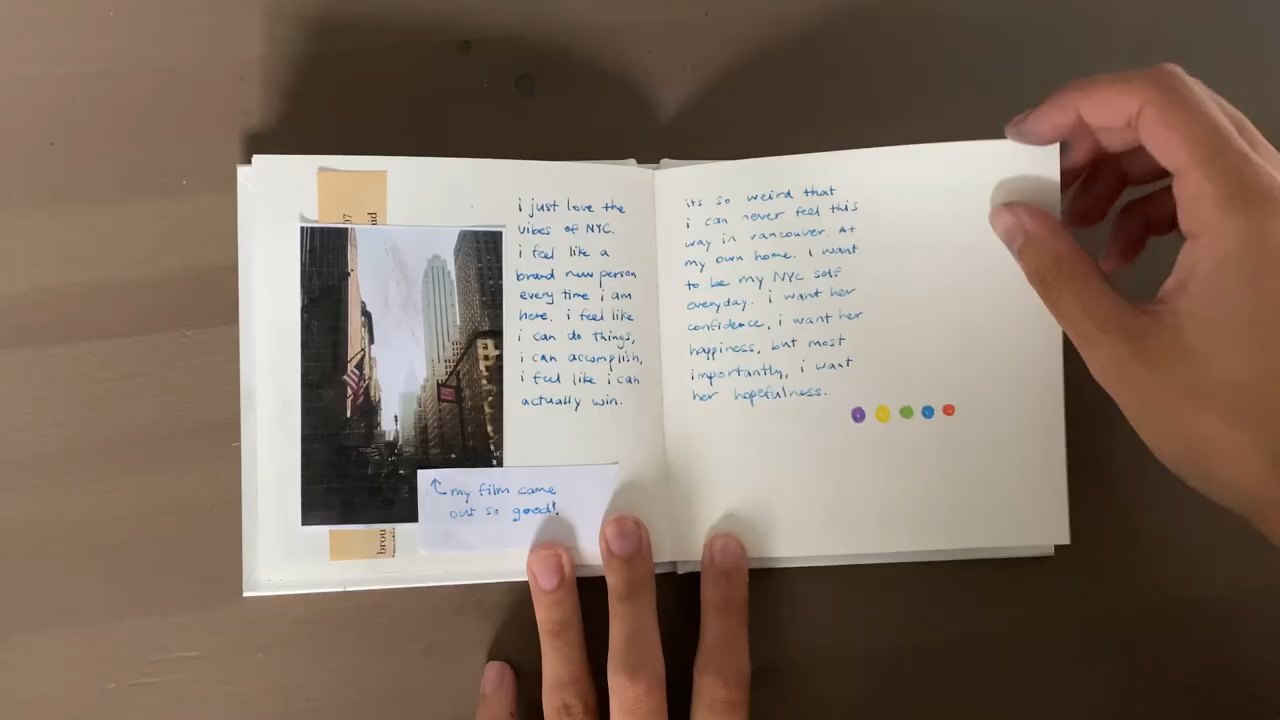 07
id
i just love the
vibes of NYC.
i feel like a
brand new person
every time i am
here. i feel like
i can do things,
i can accomplish,
i feel like i can
actually win.
my film came
out so good!
brou
its so weird that
i can never feel this
way in vancouver. At
my own home. I want
to be my NYC self
everyday. i want her
confidence, i want her
happiness, but most
importantly, i want
her hopefulness.